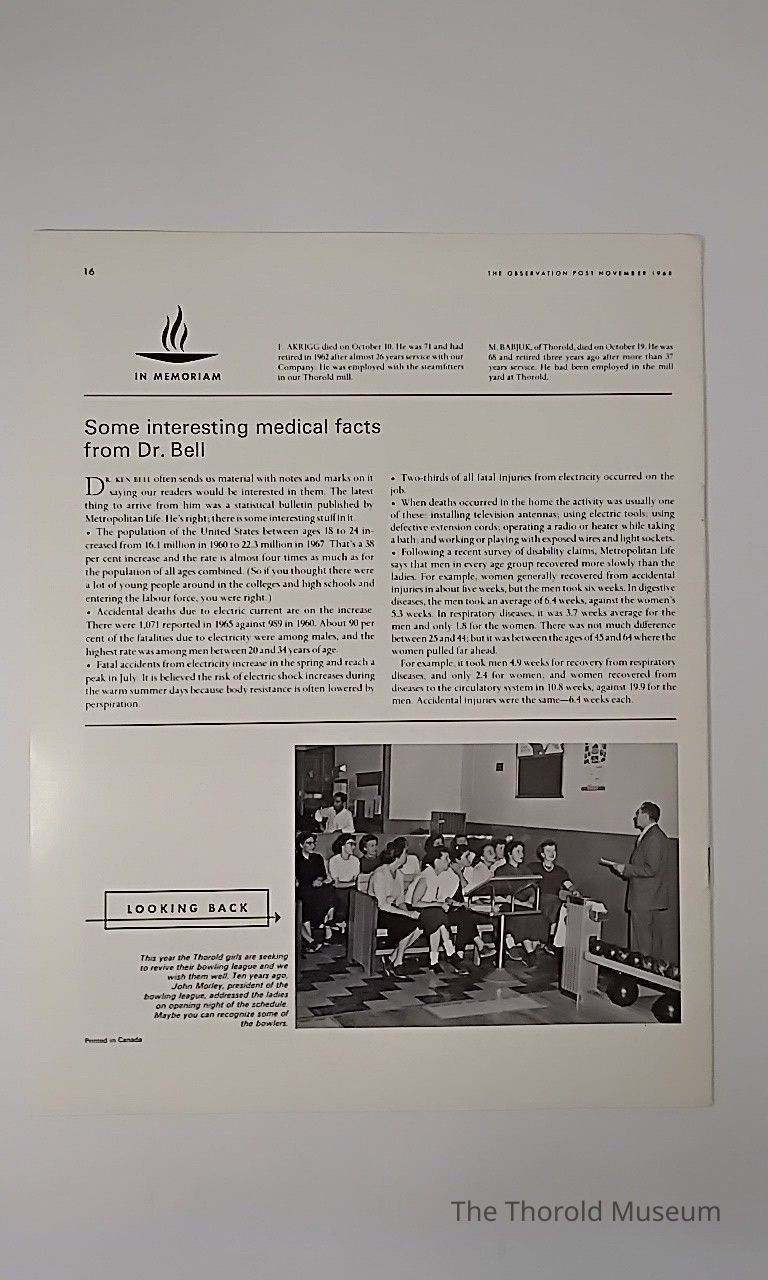 16
THE OBSERVATION POST NOVEMBER 1968
IN MEMORIAM
F. AKRIGG died on October 10. He was 71 and had
retired in 1962 after almost 26 years service with our
Company. He was employed with the steamfitters
in our Thorold mill.
M. BABJUK, of Thorold, died on October 19. He was
68 and retired three years ago after more than 37
years service. He had been employed in the mill
yard at Thorold.
Some interesting medical facts
from Dr. Bell
DR. KEN BELL often sends us material with notes and marks on it
saying our readers would be interested in them. The latest
thing to arrive from him was a statistical bulletin published by
Metropolitan Life. He's right; there is some interesting stuff in it.
• The population of the United States between ages 18 to 24 in-
creased from 16.1 million in 1960 to 22.3 million in 1967. That's a 38
per cent increase and the rate is almost four times as much as for
the population of all ages combined. (So if you thought there were
a lot of young people around in the colleges and high schools and
entering the labour force, you were right.)
• Accidental deaths due to electric current are on the increase.
There were 1,071 reported in 1965 against 989 in 1960. About 90 per
cent of the fatalities due to electricity were among males, and the
highest rate was among men between 20 and 34 years of age.
• Fatal accidents from electricity increase in the spring and reach a
peak in July. It is believed the risk of electric shock increases during
the warm summer days because body resistance is often lowered by
perspiration.
• Two-thirds of all fatal injuries from electricity occurred on the
job.
• When deaths occurred in the home the activity was usually one
of these: installing television antennas; using electric tools; using
defective extension cords; operating a radio or heater while taking
a bath; and working or playing with exposed wires and light sockets.
• Following a recent survey of disability claims, Metropolitan Life
says that men in every age group recovered more slowly than the
ladies. For example, women generally recovered from accidental
injuries in about five weeks, but the men took six weeks. In digestive
diseases, the men took an average of 6.4 weeks, against the women's
5.3 weeks. In respiratory diseases, it was 3.7 weeks average for the
men and only 1.8 for the women. There was not much difference
between 25 and 44; but it was between the ages of 45 and 64 where the
women pulled far ahead.
For example, it took men 4.9 weeks for recovery from respiratory
diseases, and only 2.4 for women; and women recovered from
diseases to the circulatory system in 10.8 weeks, against 19.9 for the
men. Accidental injuries were the same—6.4 weeks each.
LOOKING BACK
This year the Thorold girls are seeking
to revive their bowling league and we
wish them well. Ten years ago,
John Morley, president of the
bowling league, addressed the ladies
on opening night of the schedule.
Maybe you can recognize some of
the bowlers.
Printed in Canada
The Thorold Museum